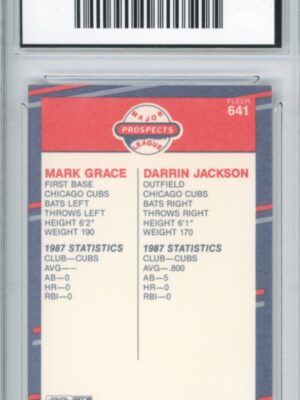 FLEER
641
MAJOR
PROSPECTS
LEAGUE
MARK GRACE
FIRST BASE
CHICAGO CUBS
BATS LEFT
THROWS LEFT
HEIGHT 6'2"
WEIGHT 190
1987 STATISTICS
CLUB—CUBS
AVG—--
AB—0
HR—0
RBI—0
DARRIN JACKSON
OUTFIELD
CHICAGO CUBS
BATS RIGHT
THROWS RIGHT
HEIGHT 6'1"
WEIGHT 170
1987 STATISTICS
CLUB—CUBS
AVG—.800
AB—5
HR—0
RBI—0